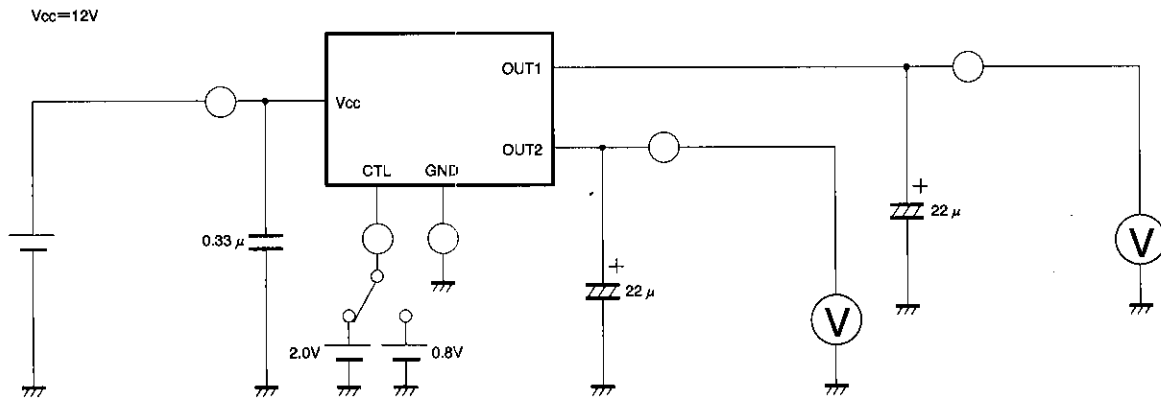 Vcc=12V
OUT1
Vcc
OUT2
CTL
GND
0.33 μ
22 μ
22 μ
V
V
2.0V
0.8V
+
+